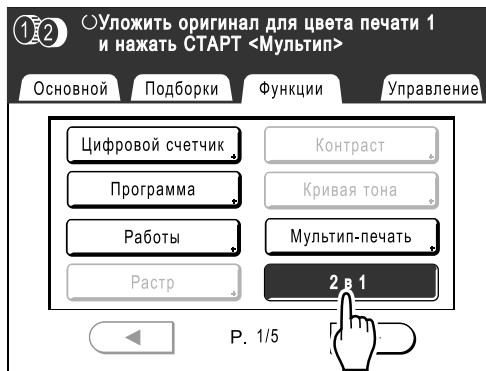 ①② Уложить оригинал для цвета печати 1
и нажать СТАРТ <Мультип>
Основной Подборки Функции Управление
Цифровой счетчик Контраст
Программа Кривая тона
Работы Мультип-печать
Растр 2 в 1
P. 1/5